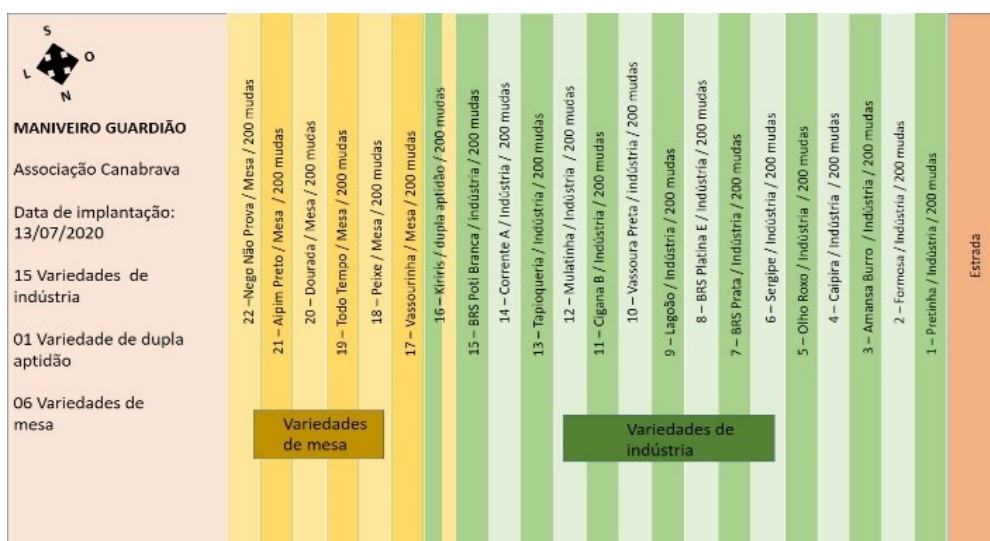 S
O
L
N
MANIVEIRO GUARDIÃO
Associação Canabrava
Data de implantação:
13/07/2020
15 Variedades de
indústria
01 Variedade de dupla
aptidão
06 Variedades de
mesa
22 –Nego Não Prova / Mesa / 200 mudas
21 – Aipim Preto / Mesa / 200 mudas
20 – Dourada / Mesa / 200 mudas
19 – Todo Tempo / Mesa / 200 mudas
18 – Peixe / Mesa / 200 mudas
17 – Vassourinha / Mesa / 200 mudas
16 – Kiriris / dupla aptidão / 200 mudas
15 – BRS Poti Branca / indústria / 200 mudas
14 – Corrente A / Indústria / 200 mudas
13 – Tapioqueria / Indústria / 200 mudas
12 – Mulatinha / Indústria / 200 mudas
11 – Cigana B / Indústria / 200 mudas
10 – Vassoura Preta / indústria / 200 mudas
9 – Lagoão / Indústria / 200 mudas
8 – BRS Platina E / Indústria / 200 mudas
7 – BRS Prata / Indústria / 200 mudas
6 – Sergipe / Indústria / 200 mudas
5 – Olho Roxo / Indústria / 200 mudas
4 – Caipira / Indústria / 200 mudas
3 – Amansa Burro / Indústria / 200 mudas
2 – Formosa / Indústria / 200 mudas
1 – Pretinha / Indústria / 200 mudas
Estrada
Variedades
de mesa
Variedades de
indústria